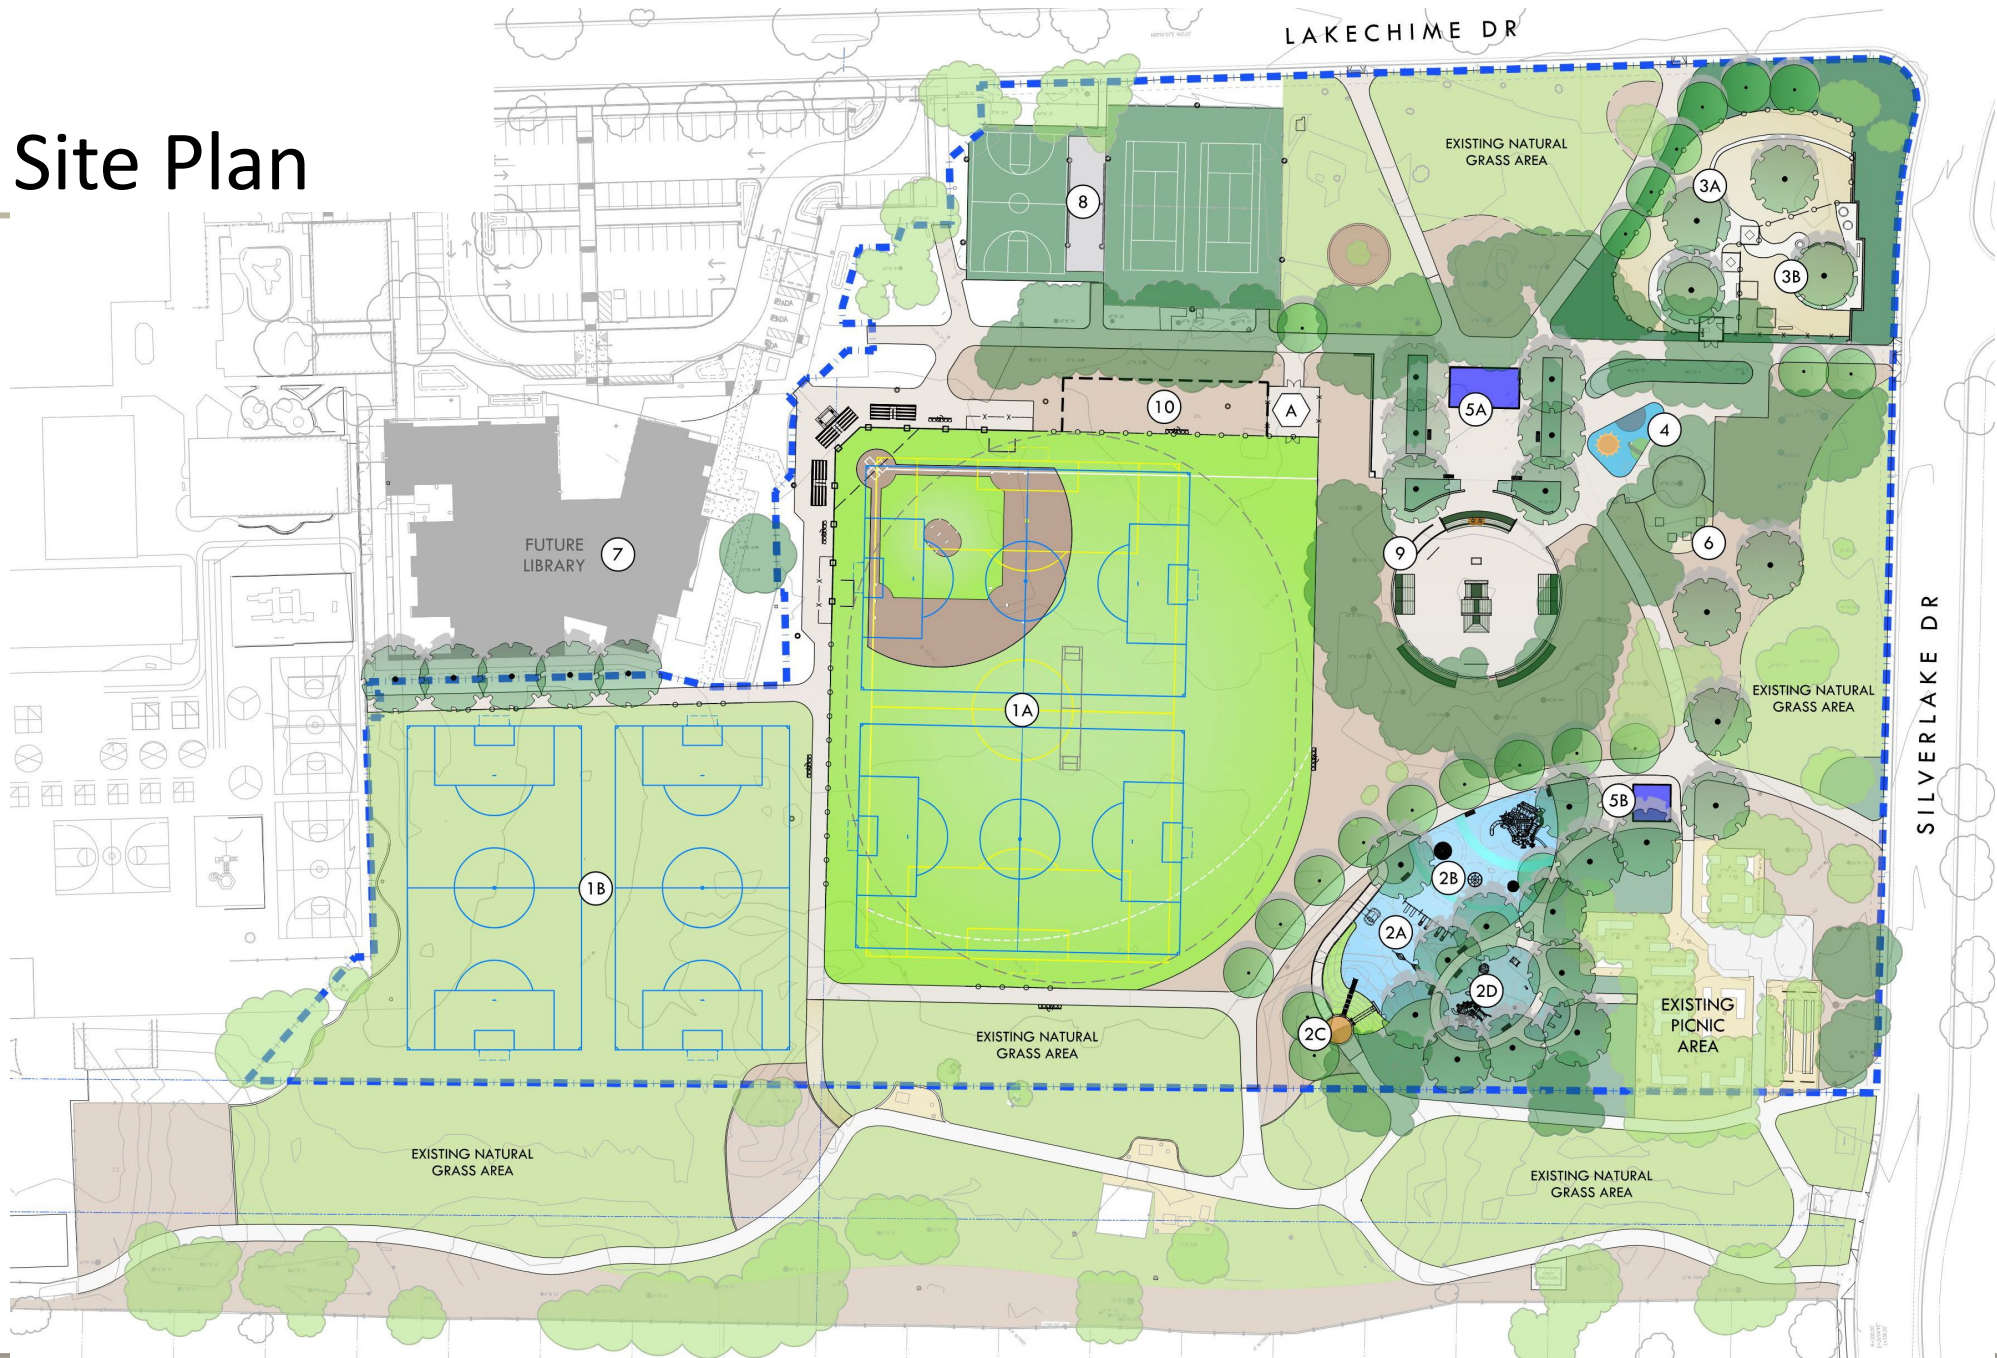 LAKECHIME DR
Site Plan
EXISTING NATURAL
GRASS AREA
3A
8
3B
10
A
5A
4
FUTURE
LIBRARY
7
9
6
SILVERLAKE DR
EXISTING NATURAL
GRASS AREA
1A
5B
1B
2B
2A
2D
2C
EXISTING
PICNIC
AREA
EXISTING NATURAL
GRASS AREA
EXISTING NATURAL
GRASS AREA
EXISTING NATURAL
GRASS AREA